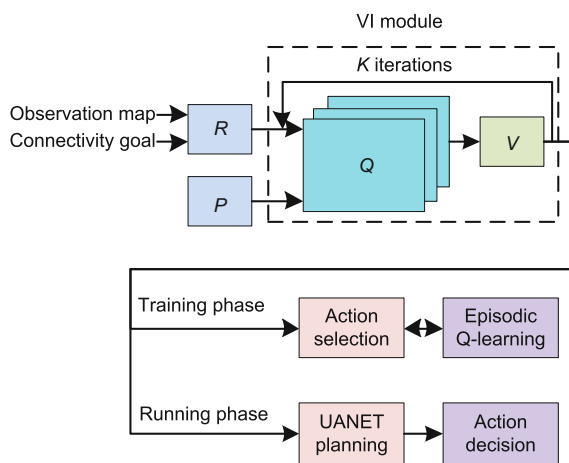 VI module
K iterations
Observation map
Connectivity goal
R
Q
V
P
Training phase
Action
selection
Episodic
Q-learning
Running phase
UANET
planning
Action
decision